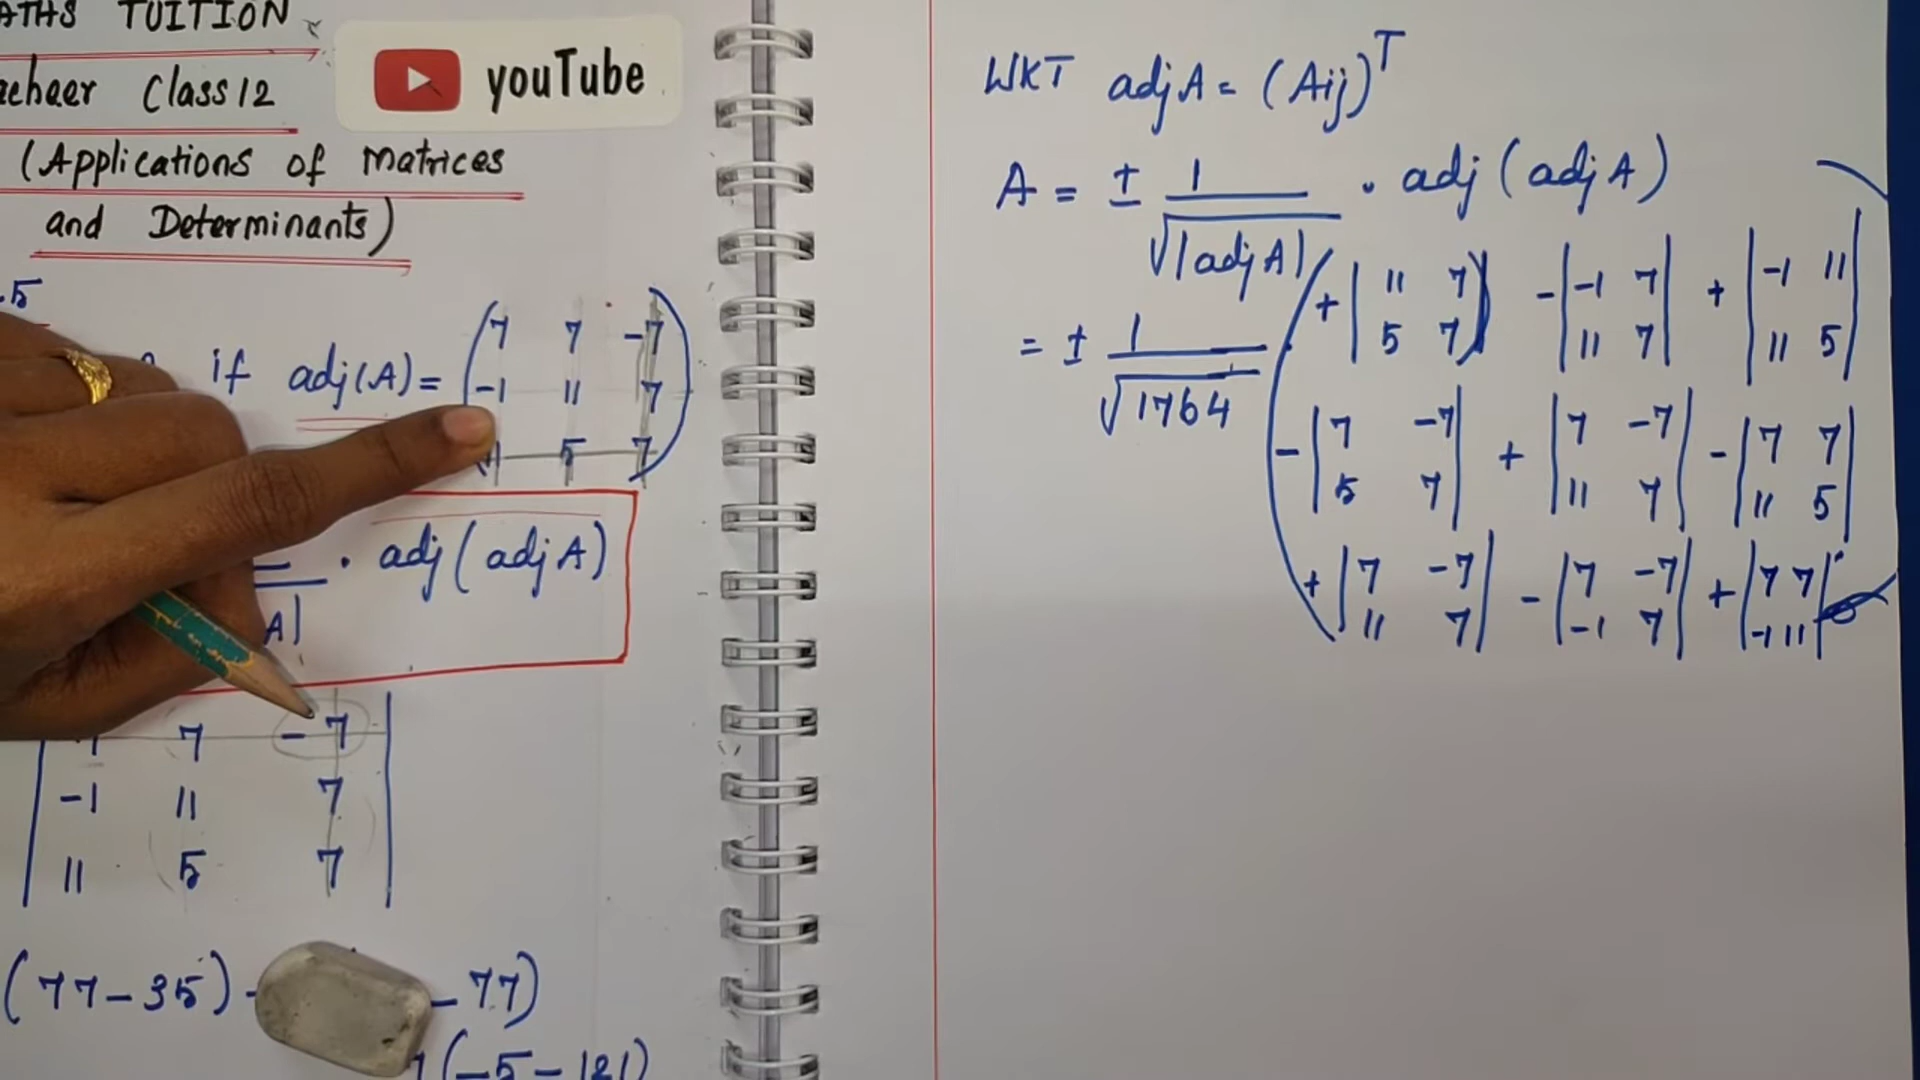 MATHS TUITION
youTube
Class 12
(Applications of Matrices
and Determinants)
if adj(A) = (7 7 -7
-1 11 7
5 7)
. adj (adj A)
A|
7 -7
-1 11 7
11 5 7
(77 - 35) - - 77)
(-5 - 121)
WKT adj A = (Aij)^T
A = ± 1/√|adj A| . adj (adj A)
= ± 1/√1764
+ |11 7| - |-1 7| + |-1 11|
|5 7| |11 7| |11 5|
- |7 -7| + |7 -7| - |7 7|
|5 7| |11 7| |11 5|
+ |7 -7| - |7 -7| + |7 7|
|11 7| |-1 7| |-1 11|